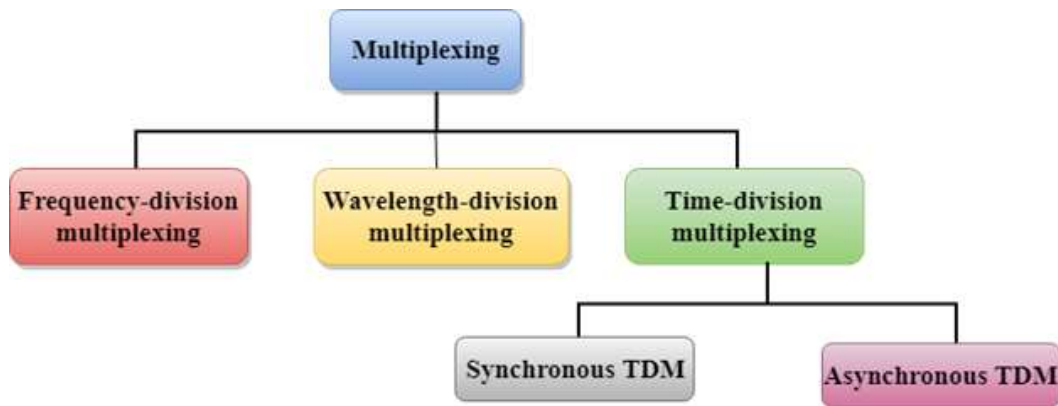 Multiplexing
Frequency-division
multiplexing
Wavelength-division
multiplexing
Time-division
multiplexing
Synchronous TDM
Asynchronous TDM